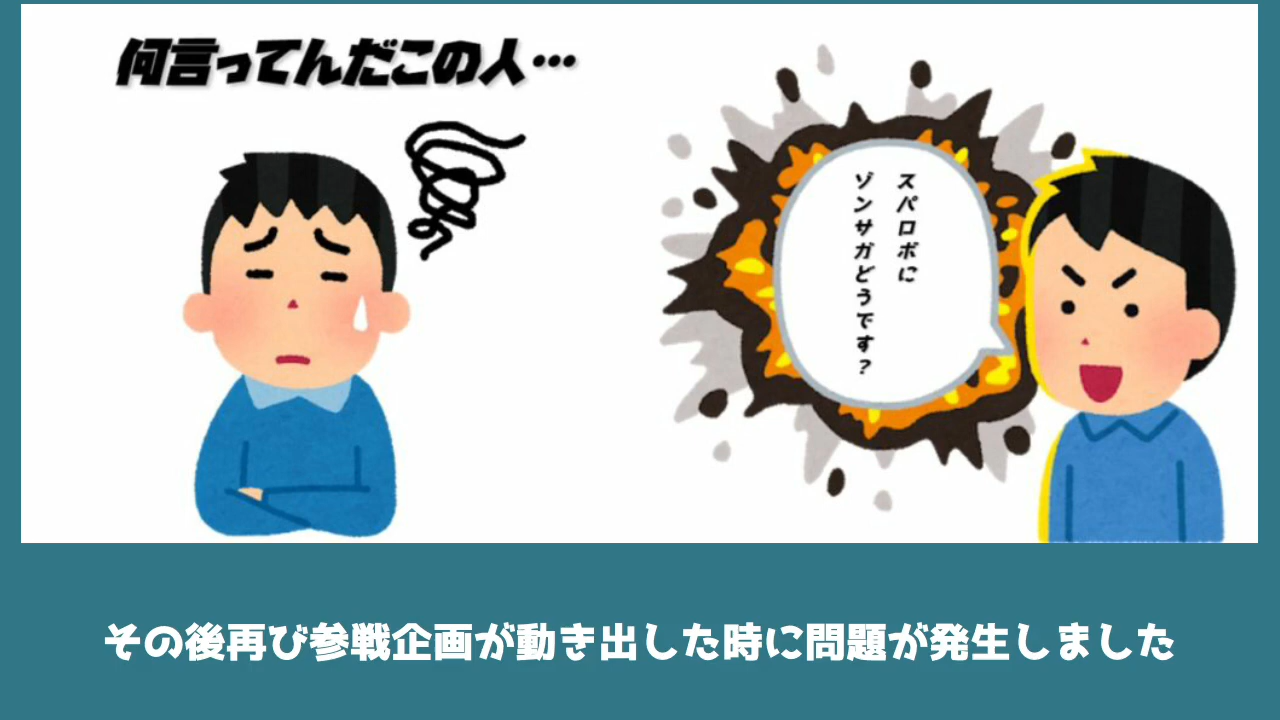 何言ってんだこの人…
スパロボに
ゾンサガどうです?
その後再び参戦企画が動き出した時に問題が発生しました